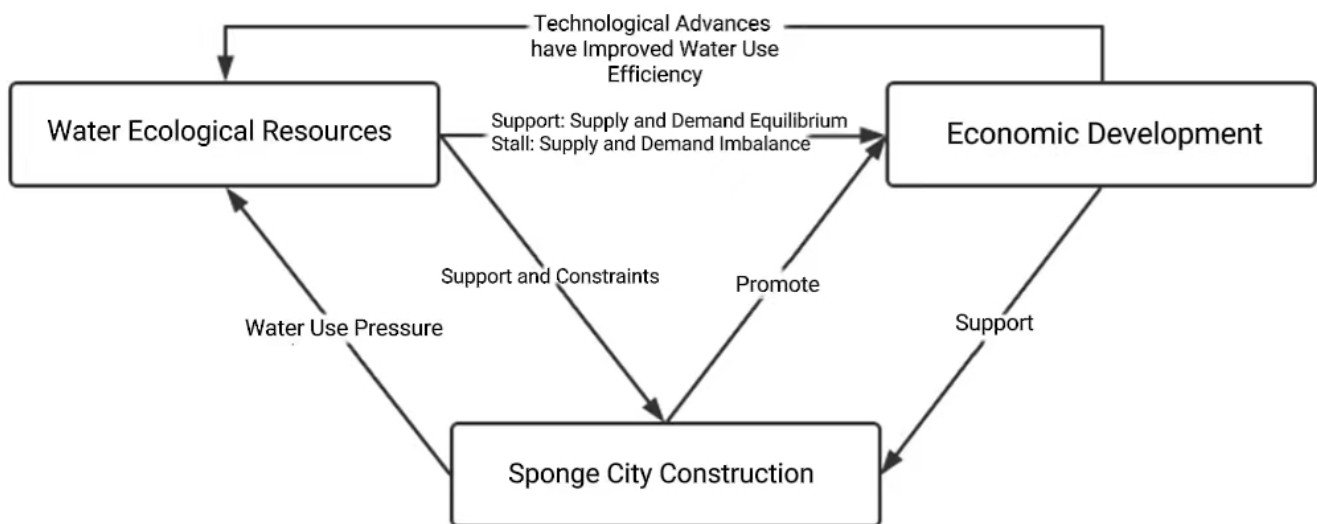 Technological Advances
have Improved Water Use
Efficiency
Water Ecological Resources
Support: Supply and Demand Equilibrium
Stall: Supply and Demand Imbalance
Economic Development
Support and Constraints
Promote
Water Use Pressure
Support
Sponge City Construction